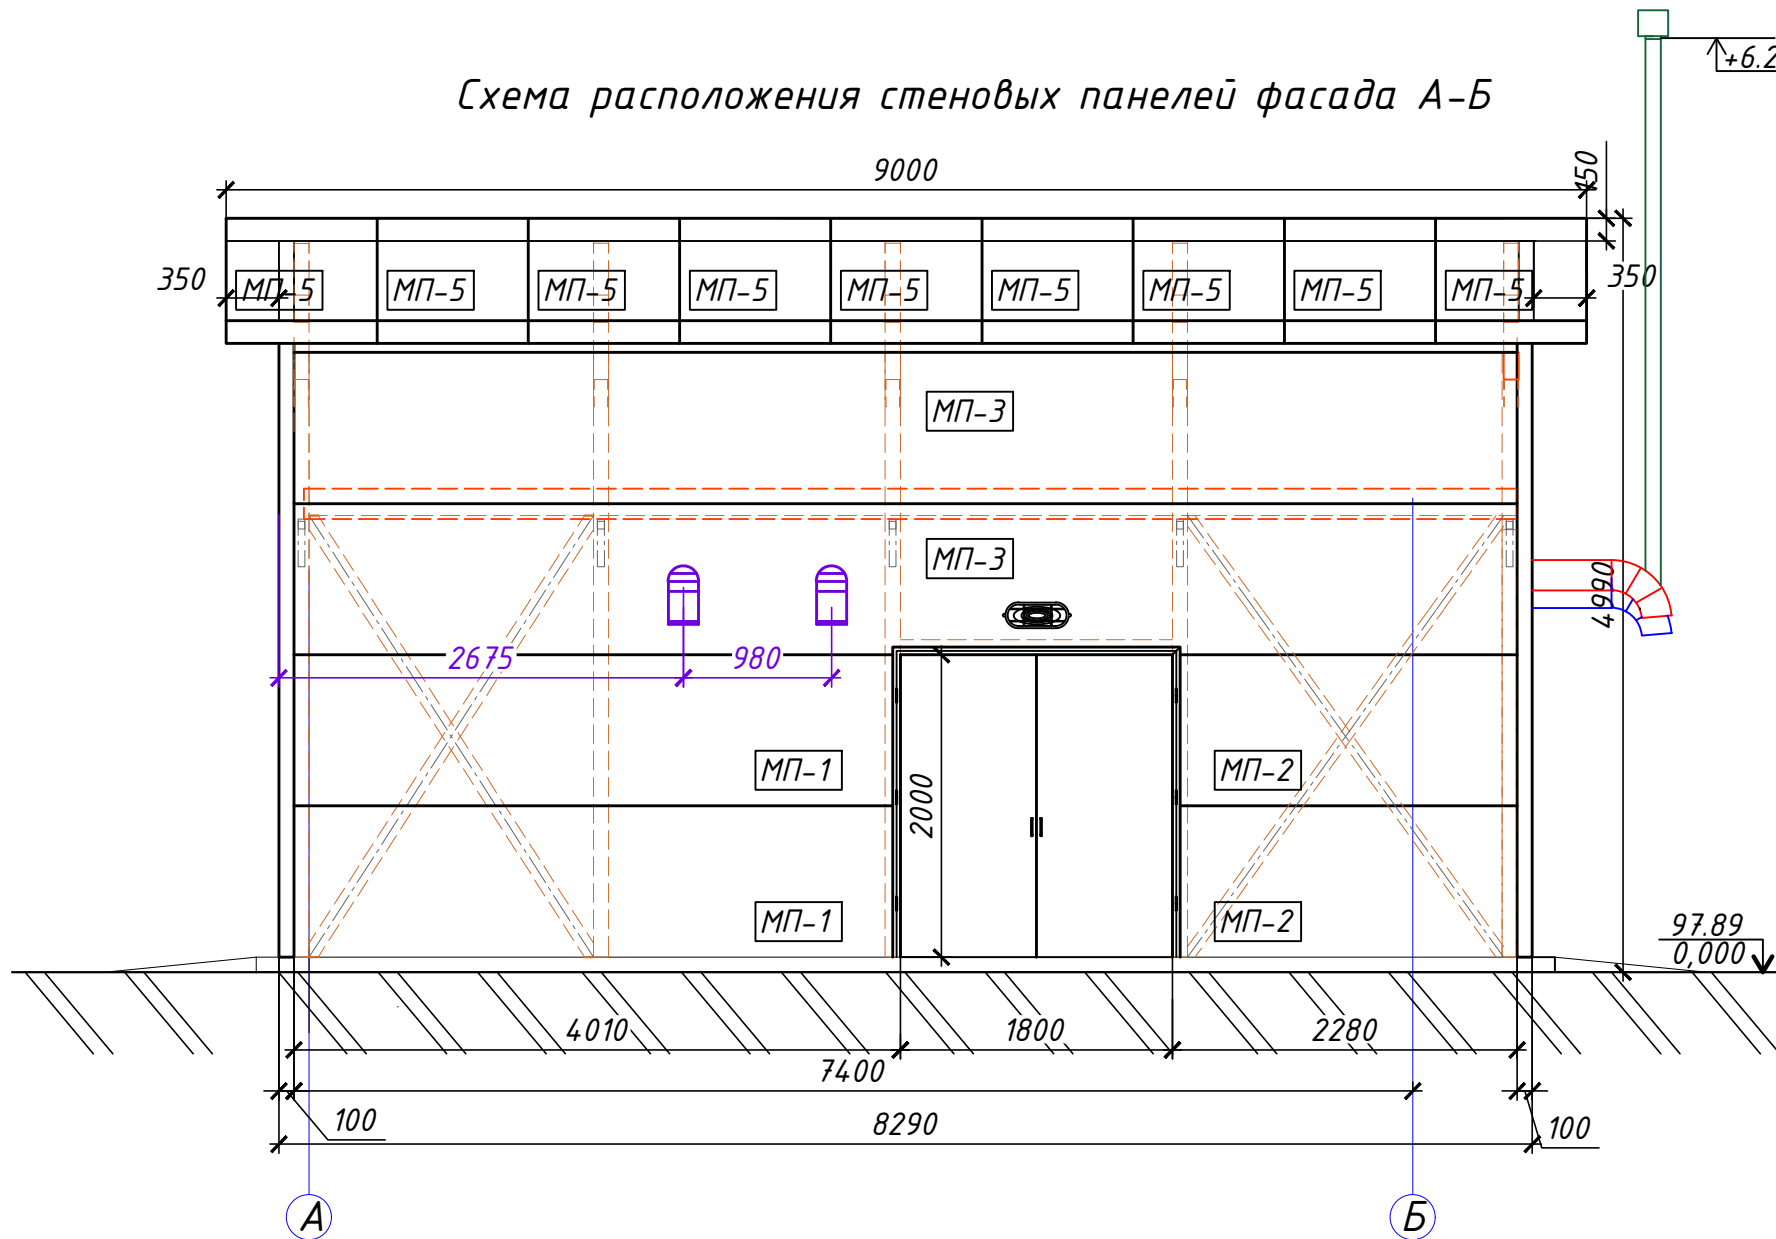 +6.2
Схема расположения стеновых панелей фасада А-Б
9000
150
350
МП-5
МП-5
МП-5
МП-5
МП-5
МП-5
МП-5
МП-5
МП-5
350
МП-3
МП-3
4990
2675
980
МП-1
2000
МП-2
МП-1
МП-2
97.89
0,000
4010
1800
2280
7400
100
8290
100
А
Б